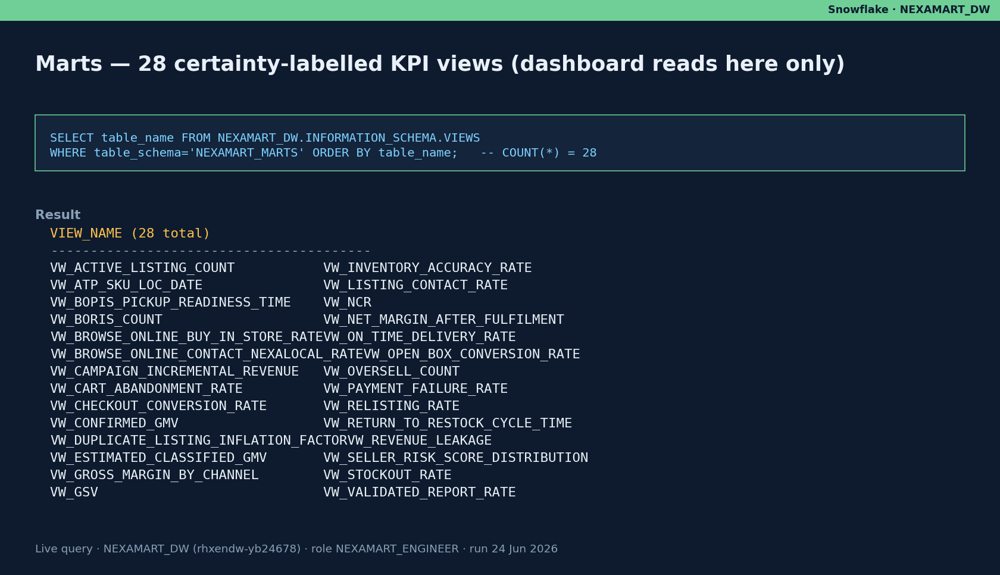 Snowflake · NEXAMART_DW
Marts — 28 certainty-labelled KPI views (dashboard reads here only)
SELECT table_name FROM NEXAMART_DW.INFORMATION_SCHEMA.VIEWS
WHERE table_schema='NEXAMART_MARTS' ORDER BY table_name;   -- COUNT(*) = 28
Result
VIEW_NAME (28 total)
----------------------------------------
VW_ACTIVE_LISTING_COUNT           VW_INVENTORY_ACCURACY_RATE
VW_ATP_SKU_LOC_DATE               VW_LISTING_CONTACT_RATE
VW_BOPIS_PICKUP_READINESS_TIME    VW_NCR
VW_BORIS_COUNT                    VW_NET_MARGIN_AFTER_FULFILMENT
VW_BROWSE_ONLINE_BUY_IN_STORE_RATEVW_ON_TIME_DELIVERY_RATE
VW_BROWSE_ONLINE_CONTACT_NEXALOCAL_RATEVW_OPEN_BOX_CONVERSION_RATE
VW_CAMPAIGN_INCREMENTAL_REVENUE   VW_OVERSELL_COUNT
VW_CART_ABANDONMENT_RATE          VW_PAYMENT_FAILURE_RATE
VW_CHECKOUT_CONVERSION_RATE       VW_RELISTING_RATE
VW_CONFIRMED_GMV                  VW_RETURN_TO_RESTOCK_CYCLE_TIME
VW_DUPLICATE_LISTING_INFLATION_FACTORVW_REVENUE_LEAKAGE
VW_ESTIMATED_CLASSIFIED_GMV       VW_SELLER_RISK_SCORE_DISTRIBUTION
VW_GROSS_MARGIN_BY_CHANNEL        VW_STOCKOUT_RATE
VW_GSV                            VW_VALIDATED_REPORT_RATE
Live query · NEXAMART_DW (rhxendw-yb24678) · role NEXAMART_ENGINEER · run 24 Jun 2026